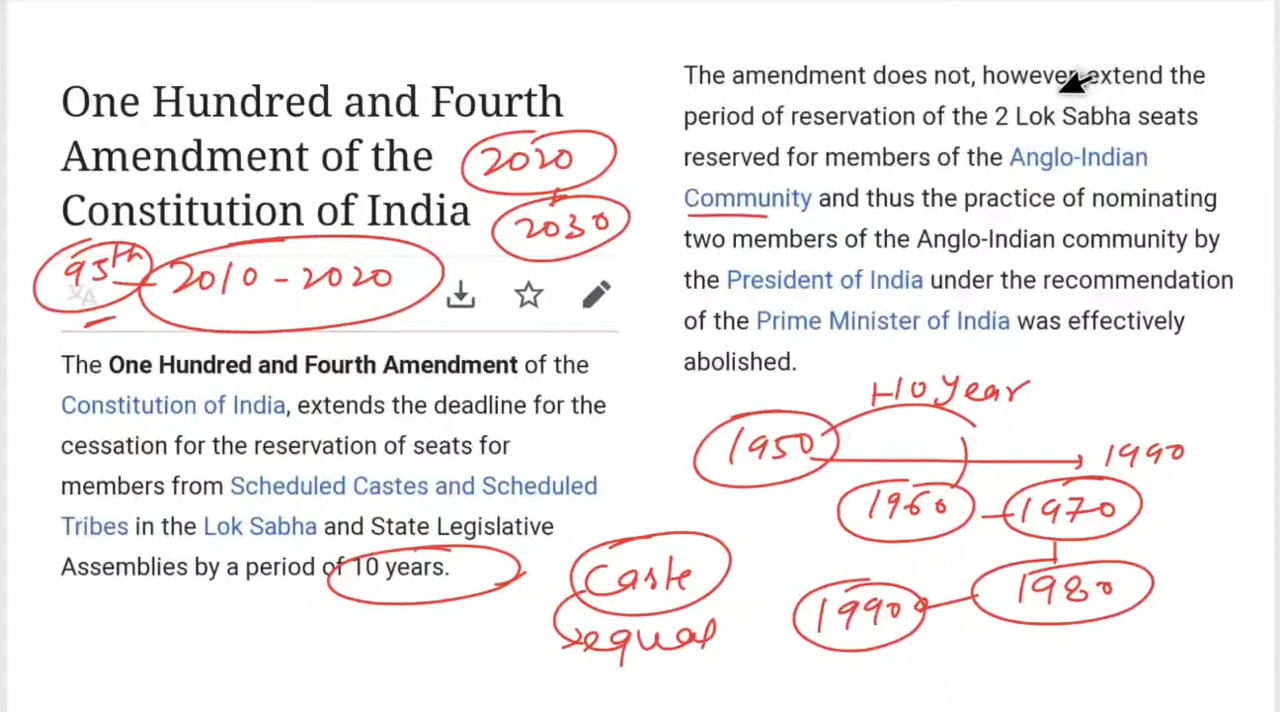 One Hundred and Fourth
Amendment of the
Constitution of India
2020
2030
95th
2010 - 2020
The One Hundred and Fourth Amendment of the
Constitution of India, extends the deadline for the
cessation for the reservation of seats for
members from Scheduled Castes and Scheduled
Tribes in the Lok Sabha and State Legislative
Assemblies by a period of 10 years.
The amendment does not, however extend the
period of reservation of the 2 Lok Sabha seats
reserved for members of the Anglo-Indian
Community and thus the practice of nominating
two members of the Anglo-Indian community by
the President of India under the recommendation
of the Prime Minister of India was effectively
abolished.
+10 Year
1950
1990
1960
1970
1980
1990
Caste
equal